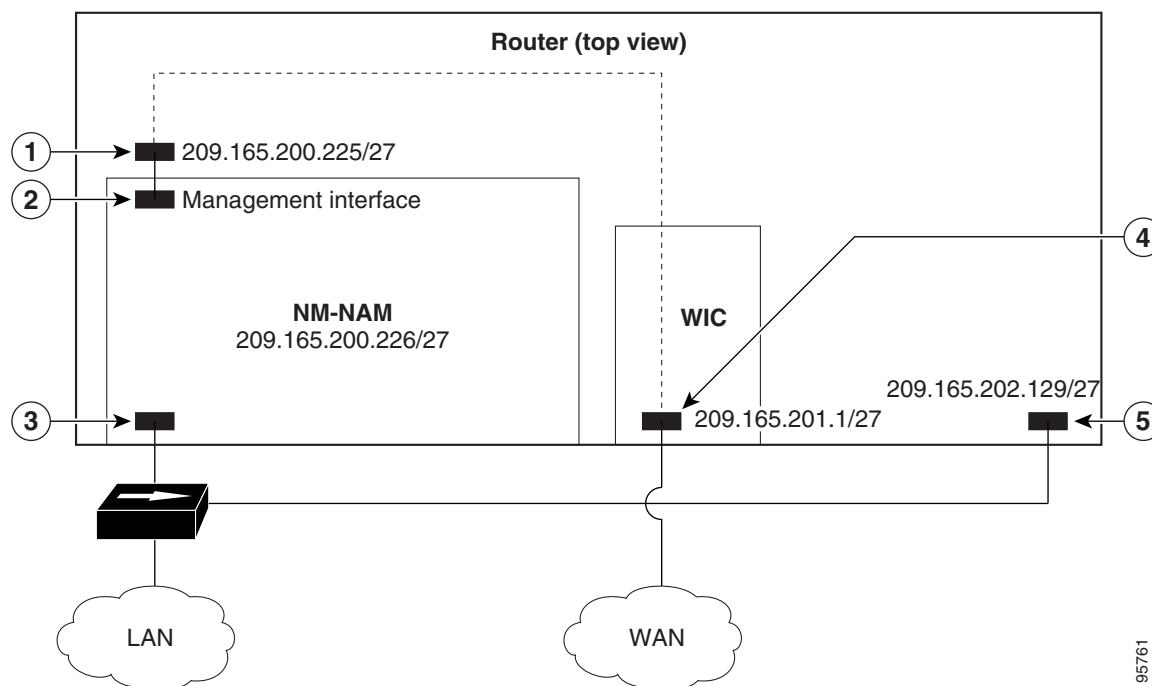 Router (top view)
1
209.165.200.225/27
2
Management interface
4
NM-NAM
209.165.200.226/27
WIC
209.165.202.129/27
3
209.165.201.1/27
5
LAN
WAN
95761